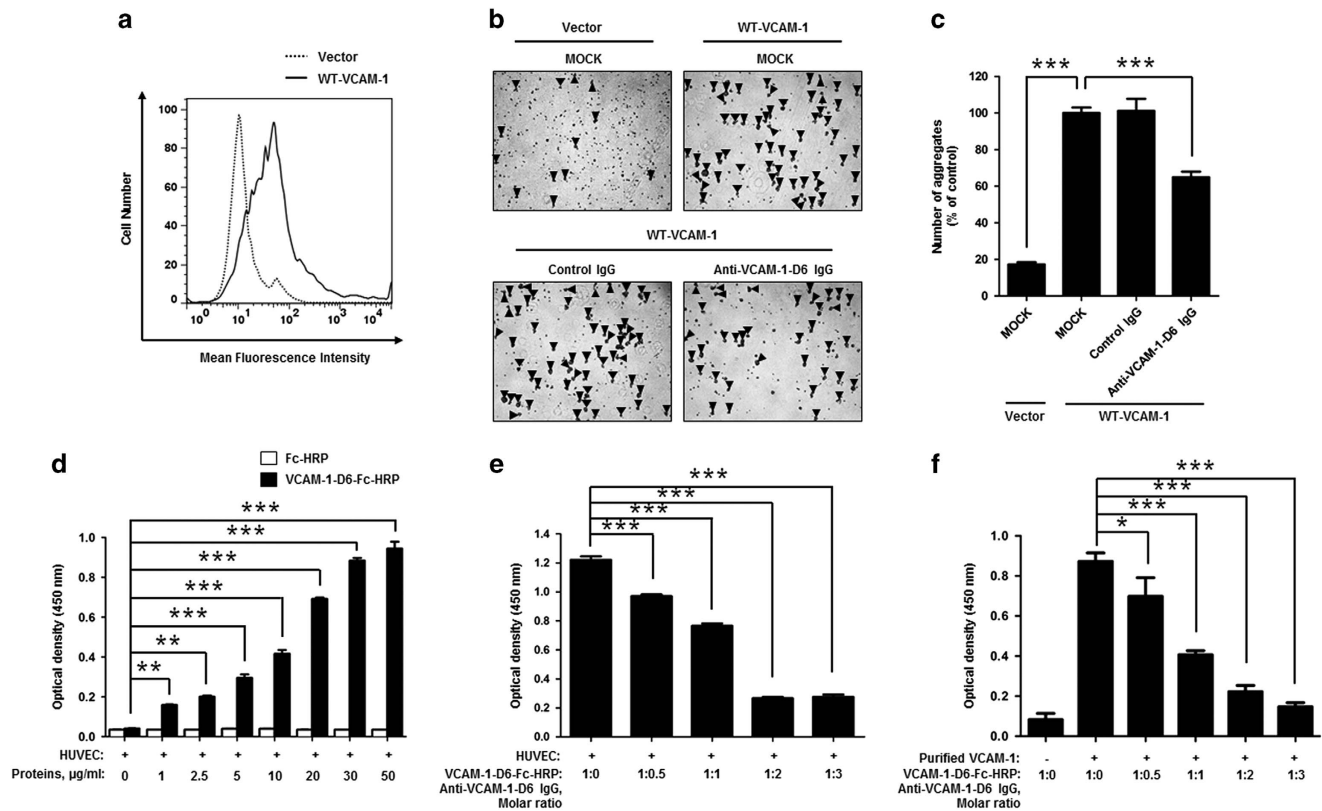 a
Vector
WT-VCAM-1
100
80
60
40
20
0
Cell Number
10^0 10^1 10^2 10^3 10^4
Mean Fluorescence Intensity
b
Vector WT-VCAM-1
MOCK MOCK
WT-VCAM-1
Control IgG Anti-VCAM-1-D6 IgG
c
*** ***
120
100
80
60
40
20
0
Number of aggregates
(% of control)
MOCK MOCK Control IgG Anti-VCAM-1-D6 IgG
Vector WT-VCAM-1
d
Fc-HRP
VCAM-1-D6-Fc-HRP
***
***
***
***
***
**
**
1.0
0.8
0.6
0.4
0.2
0.0
Optical density (450 nm)
HUVEC: + + + + + + + +
Proteins, µg/ml: 0 1 2.5 5 10 20 30 50
e
***
***
***
***
1.4
1.2
1.0
0.8
0.6
0.4
0.2
0.0
Optical density (450 nm)
HUVEC: + + + + +
VCAM-1-D6-Fc-HRP: 1:0 1:0.5 1:1 1:2 1:3
Anti-VCAM-1-D6 IgG,
Molar ratio
f
***
***
***
*
1.0
0.8
0.6
0.4
0.2
0.0
Optical density (450 nm)
Purified VCAM-1: - + + + + +
VCAM-1-D6-Fc-HRP: 1:0 1:0 1:0.5 1:1 1:2 1:3
Anti-VCAM-1-D6 IgG,
Molar ratio